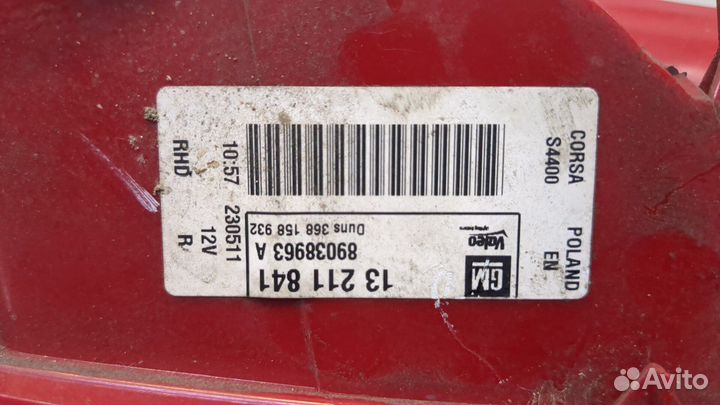 GM
13 211 841
Valeo
89038963 A
Duns 368 158 932
CORSA POLAND
S4400 EN
10:57 230511
12V
RHD R
Avito